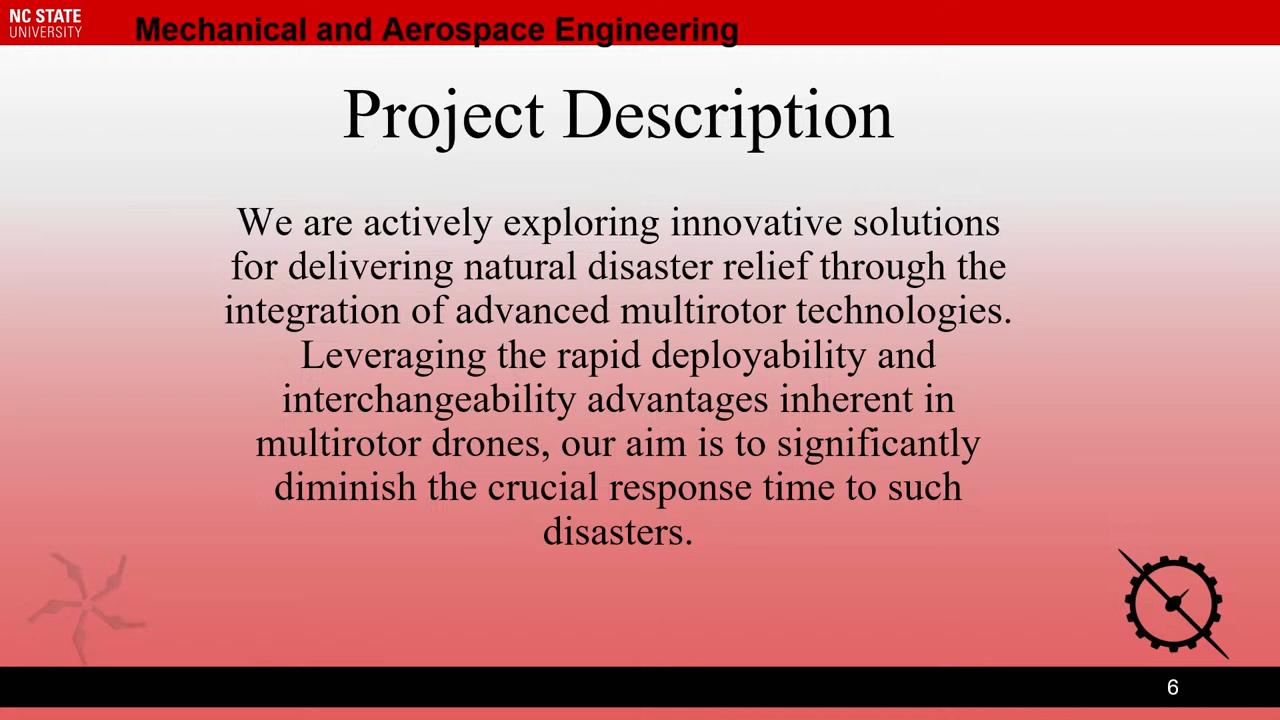 NC STATE
UNIVERSITY
Mechanical and Aerospace Engineering
Project Description
We are actively exploring innovative solutions
for delivering natural disaster relief through the
integration of advanced multirotor technologies.
Leveraging the rapid deployability and
interchangeability advantages inherent in
multirotor drones, our aim is to significantly
diminish the crucial response time to such
disasters.
6